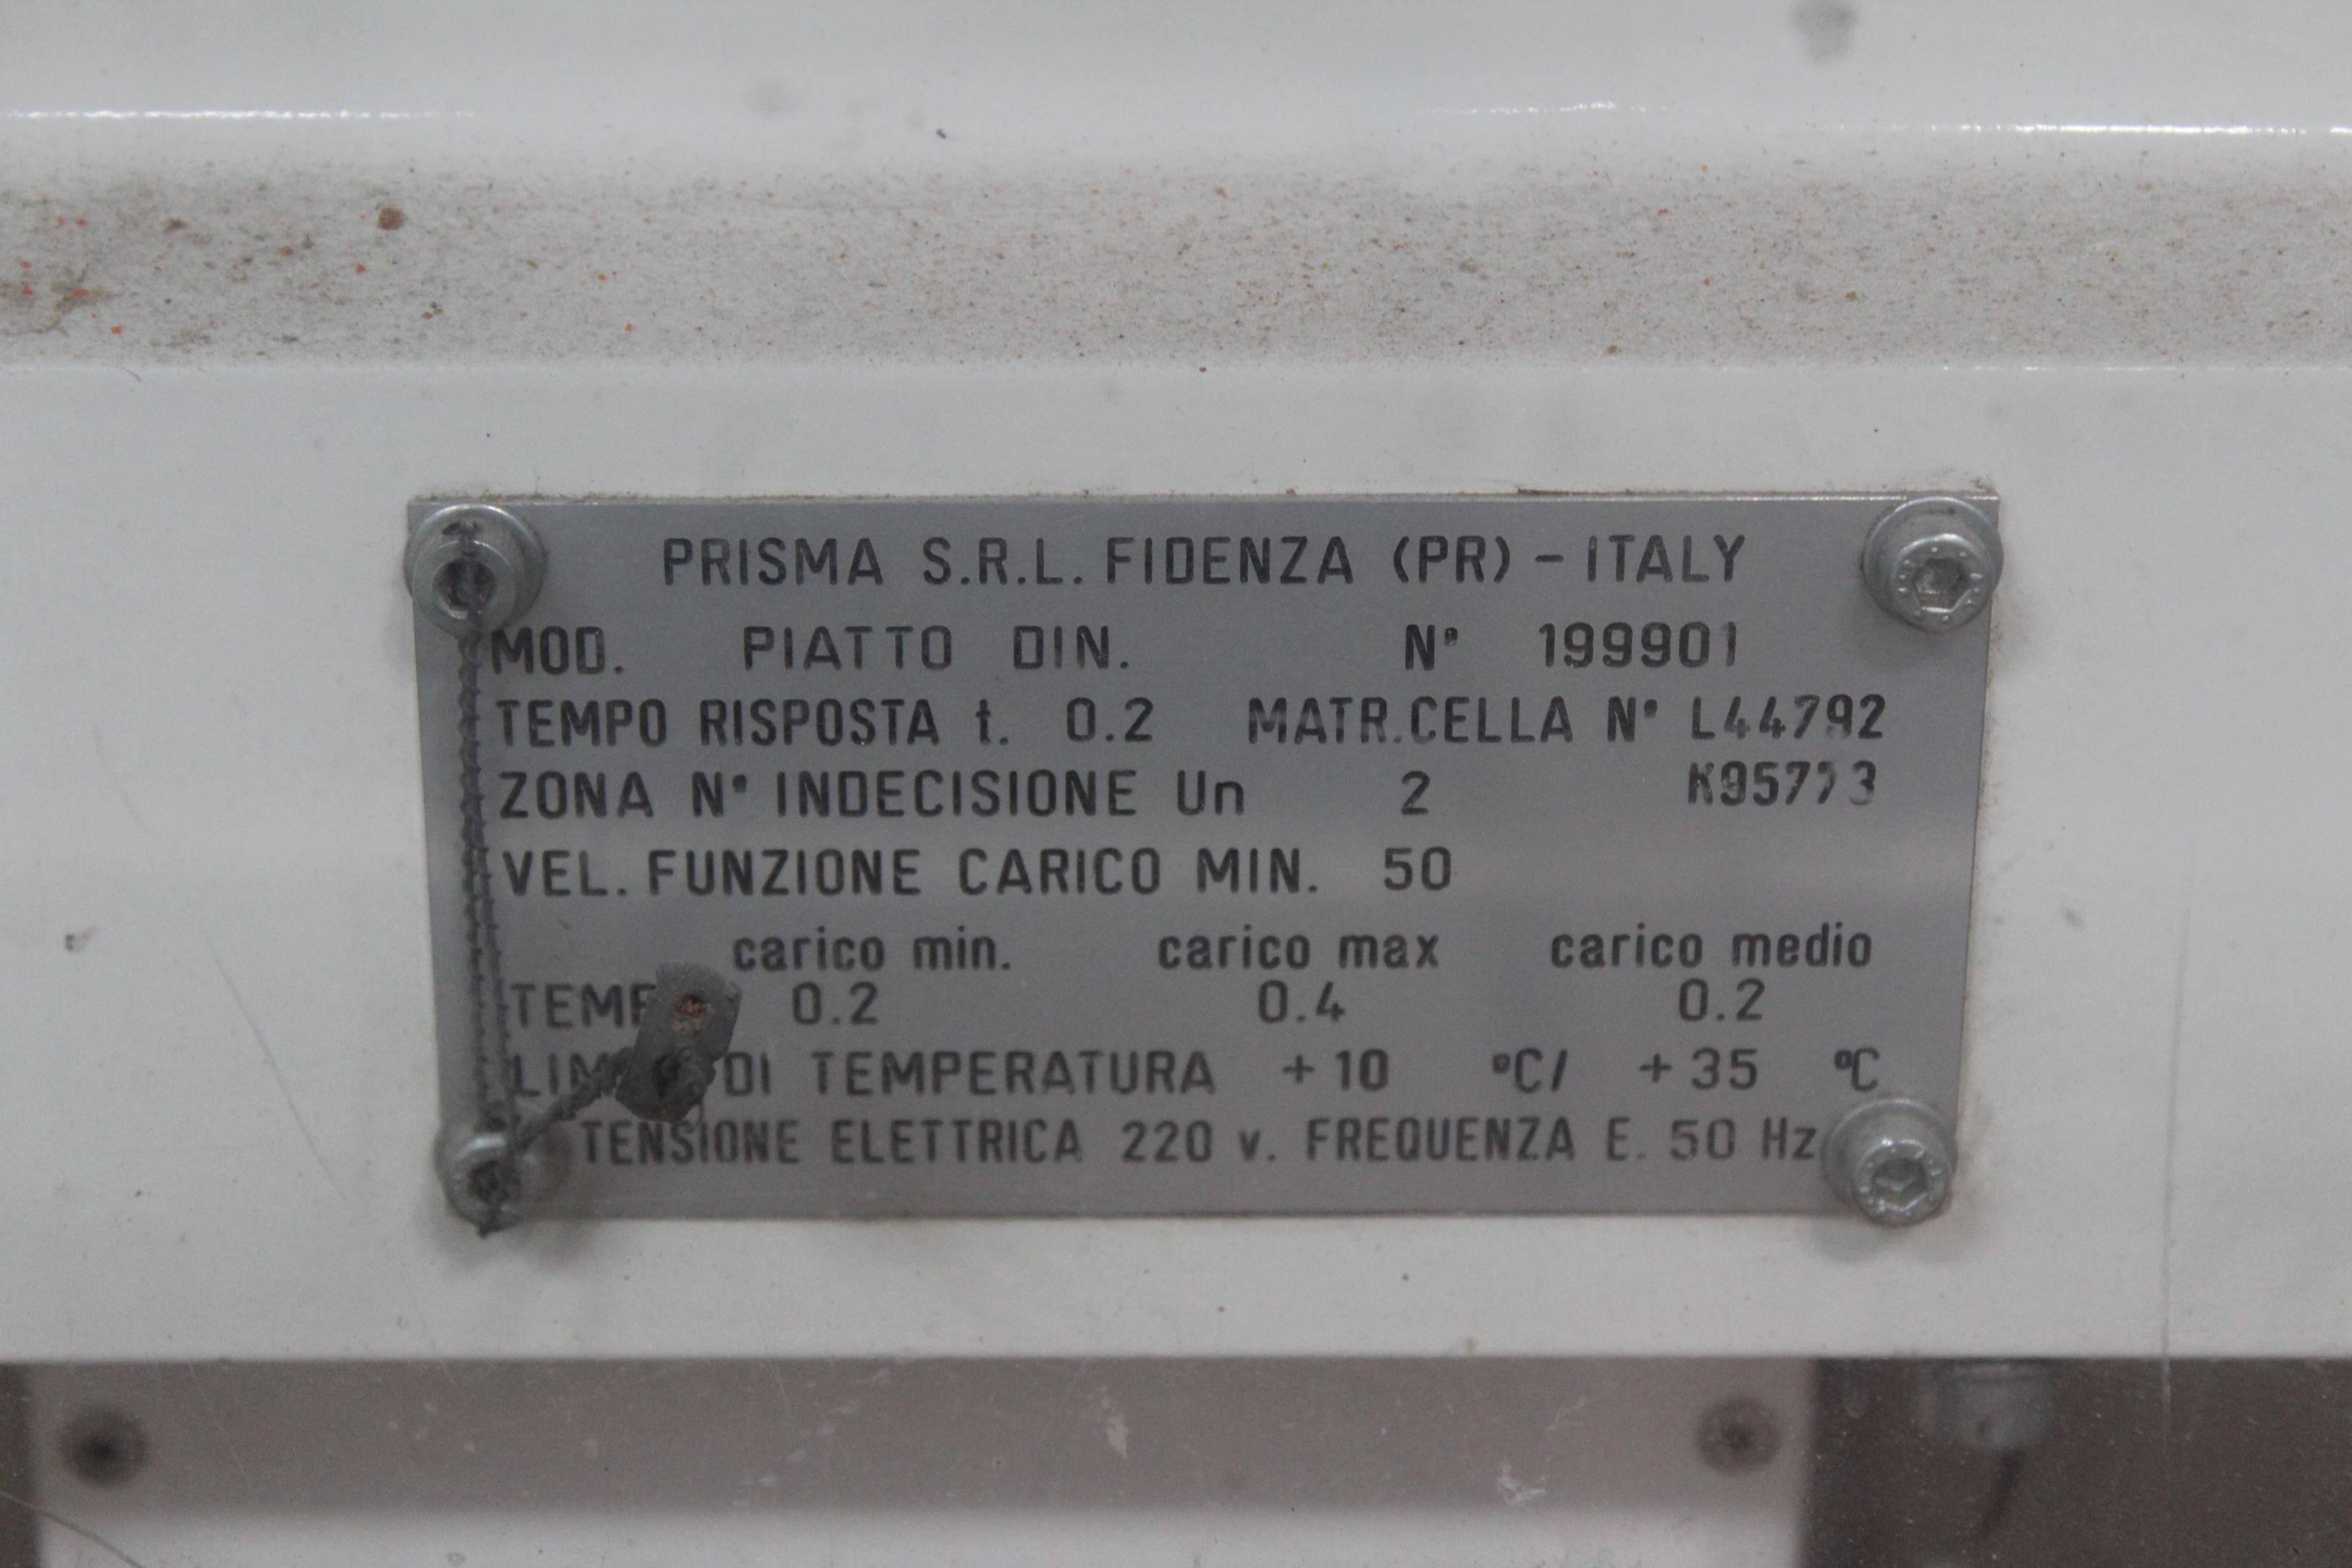 PRISMA S.R.L. FIDENZA (PR) - ITALY
MOD. PIATTO DIN. N° 199901
TEMPO RISPOSTA t. 0.2 MATR.CELLA N° L44792
K95773
ZONA N° INDECISIONE Un 2
VEL. FUNZIONE CARICO MIN. 50
carico min. carico max carico medio
0.2 0.4 0.2
DI TEMPERATURA +10 °C/ +35 °C
TENSIONE ELETTRICA 220 v. FREQUENZA E. 50 Hz